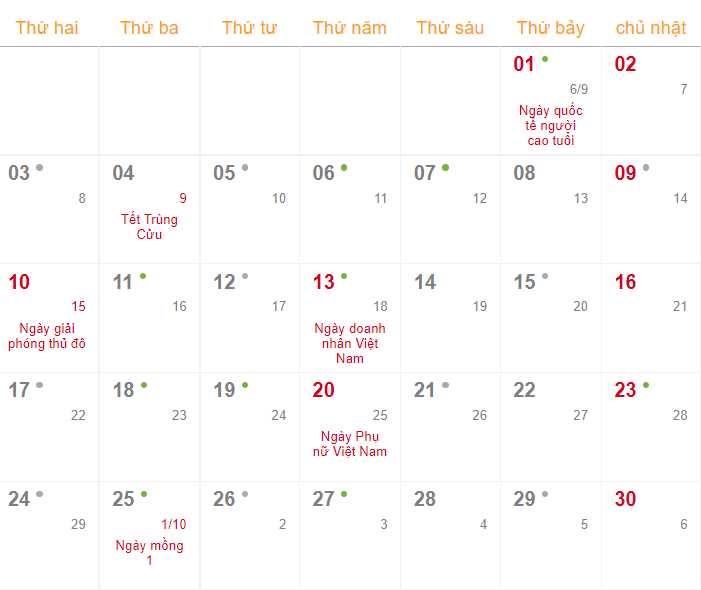 Thứ hai Thứ ba Thứ tư Thứ năm Thứ sáu Thứ bảy chủ nhật
01 02
6/9 7
Ngày quốc
tế người
cao tuổi
03 04 05 06 07 08 09
8 9 10 11 12 13 14
Tết Trùng
Cửu
10 11 12 13 14 15 16
15 16 17 18 19 20 21
Ngày giải Ngày doanh
phóng thủ đô nhân Việt
Nam
17 18 19 20 21 22 23
22 23 24 25 26 27 28
Ngày Phụ
nữ Việt Nam
24 25 26 27 28 29 30
29 1/10 2 3 4 5 6
Ngày mồng
1